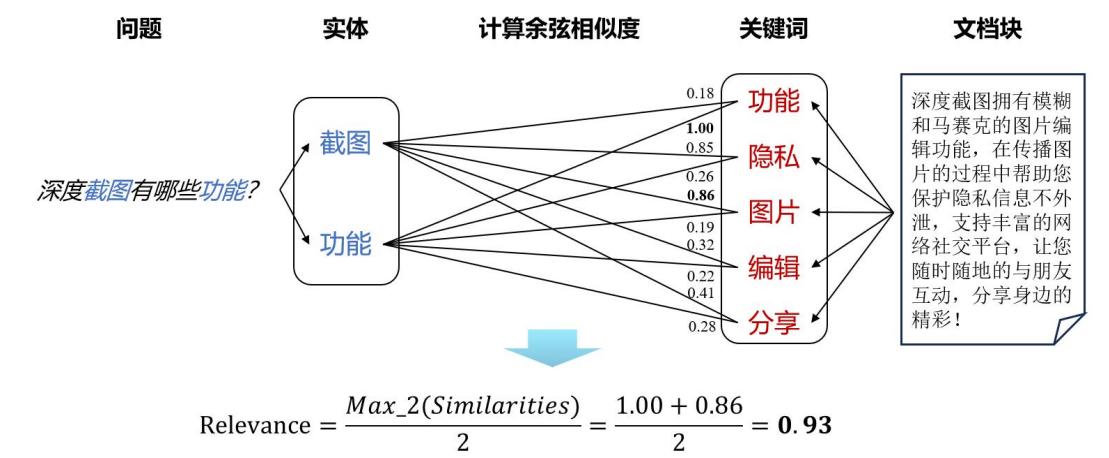 问题
实体
计算余弦相似度
关键词
文档块
深度截图有哪些功能？
截图
功能
0.18
1.00
0.85
0.26
0.86
0.19
0.32
0.22
0.41
0.28
功能
隐私
图片
编辑
分享
深度截图拥有模糊
和马赛克的图片编
辑功能，在传播图
片的过程中帮助您
保护隐私信息不外
泄，支持丰富的网
络社交平台，让您
随时随地的与朋友
互动，分享身边的
精彩！
Relevance = Max_2(Similarities) / 2 = 1.00 + 0.86 / 2 = 0.93